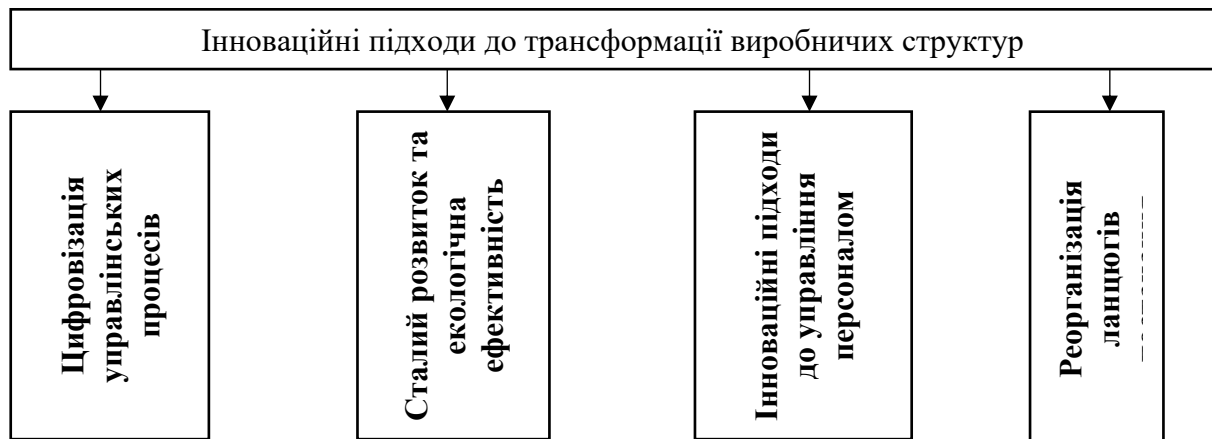 Інноваційні підходи до трансформації виробничих структур
Цифровізація
управлінських
процесів
Сталий розвиток та
екологічна
ефективність
Інноваційні підходи
до управління
персоналом
Реорганізація
ланцюгів